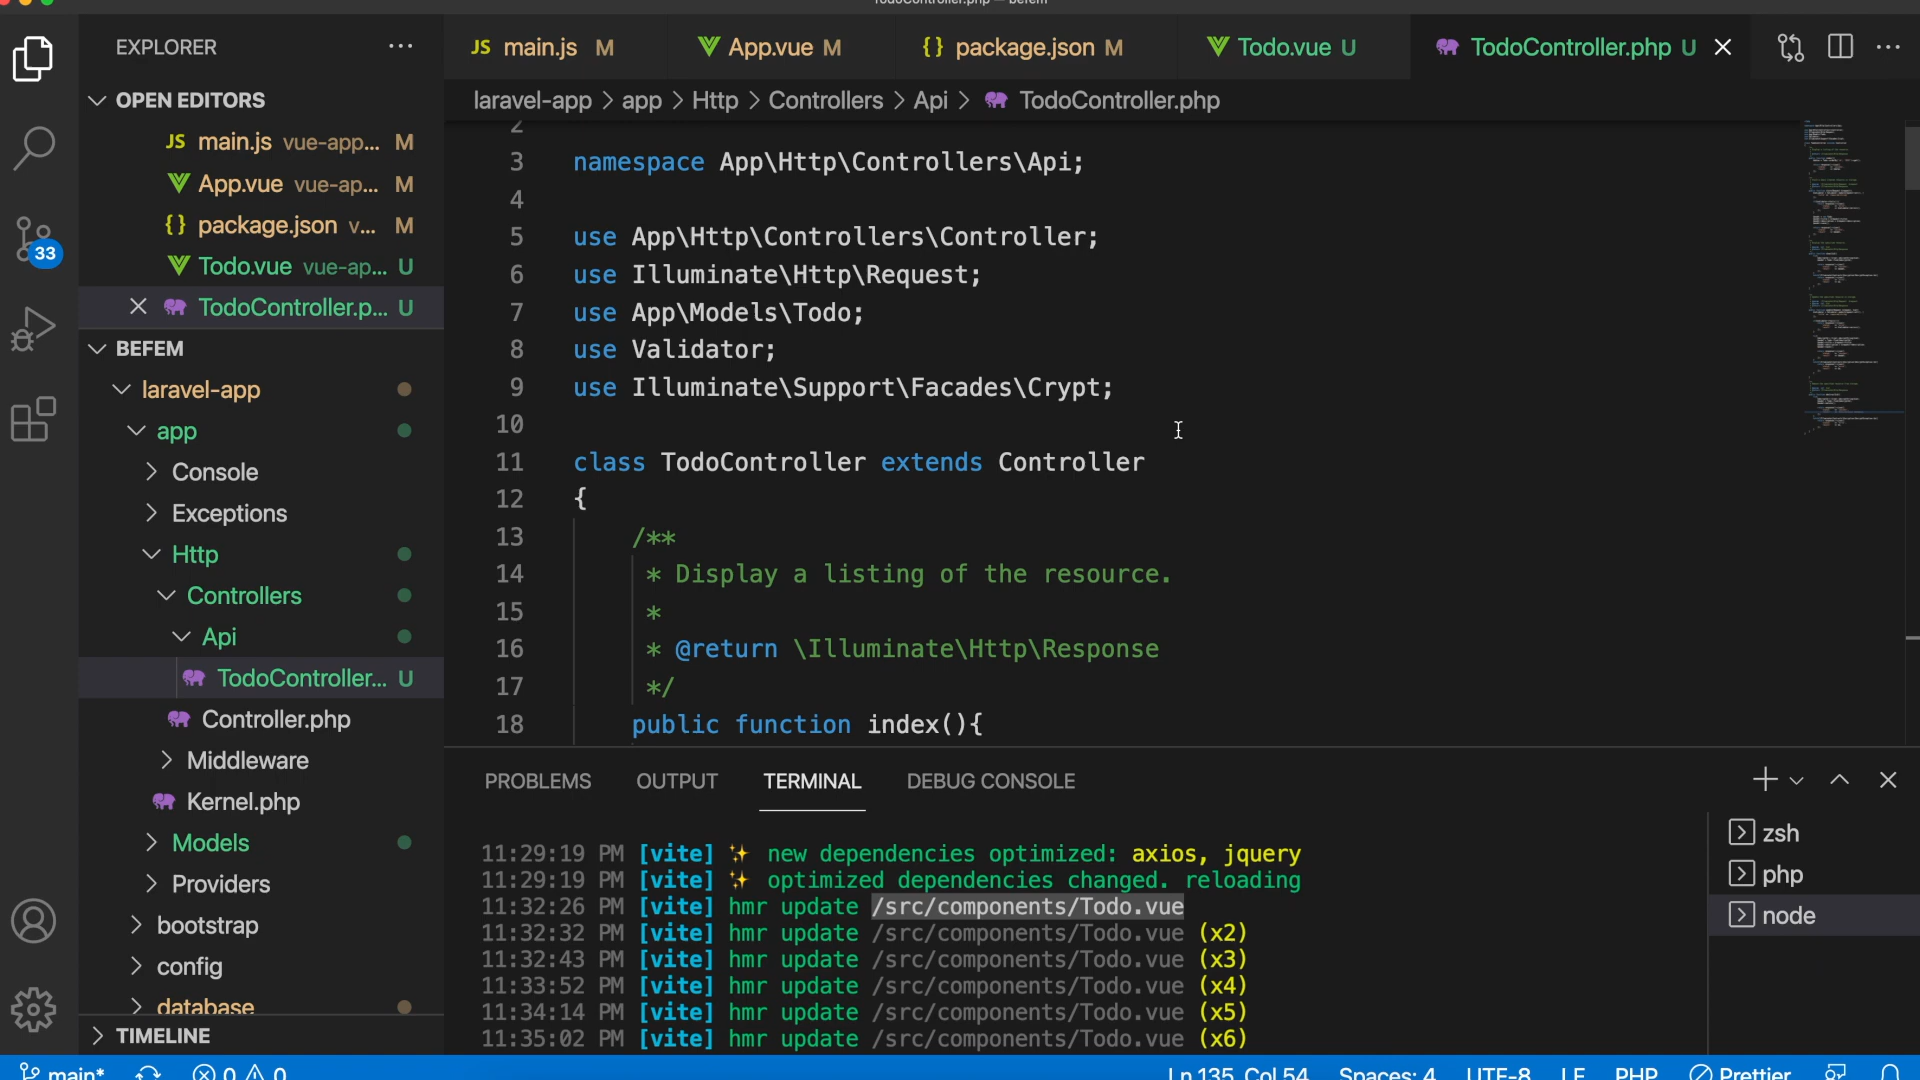 TodoController.php — befem
EXPLORER
OPEN EDITORS
JS main.js vue-app... M
App.vue vue-ap... M
{} package.json v... M
Todo.vue vue-ap... U
TodoController.p... U
BEFEM
laravel-app
app
Console
Exceptions
Http
Controllers
Api
TodoController... U
Controller.php
Middleware
Kernel.php
Models
Providers
bootstrap
config
database
TIMELINE
33
JS main.js M
App.vue M
{} package.json M
Todo.vue U
TodoController.php U
laravel-app > app > Http > Controllers > Api > TodoController.php
2
3 namespace App\Http\Controllers\Api;
4
5 use App\Http\Controllers\Controller;
6 use Illuminate\Http\Request;
7 use App\Models\Todo;
8 use Validator;
9 use Illuminate\Support\Facades\Crypt;
10
11 class TodoController extends Controller
12 {
13 /**
14 * Display a listing of the resource.
15 *
16 * @return \Illuminate\Http\Response
17 */
18 public function index(){
PROBLEMS OUTPUT TERMINAL DEBUG CONSOLE
11:29:19 PM [vite] ✨ new dependencies optimized: axios, jquery
11:29:19 PM [vite] ✨ optimized dependencies changed. reloading
11:32:26 PM [vite] hmr update /src/components/Todo.vue
11:32:32 PM [vite] hmr update /src/components/Todo.vue (x2)
11:32:43 PM [vite] hmr update /src/components/Todo.vue (x3)
11:33:52 PM [vite] hmr update /src/components/Todo.vue (x4)
11:34:14 PM [vite] hmr update /src/components/Todo.vue (x5)
11:35:02 PM [vite] hmr update /src/components/Todo.vue (x6)
zsh
php
node
main* 0 0 Ln 135, Col 54 Spaces: 4 UTF-8 LF PHP Prettier